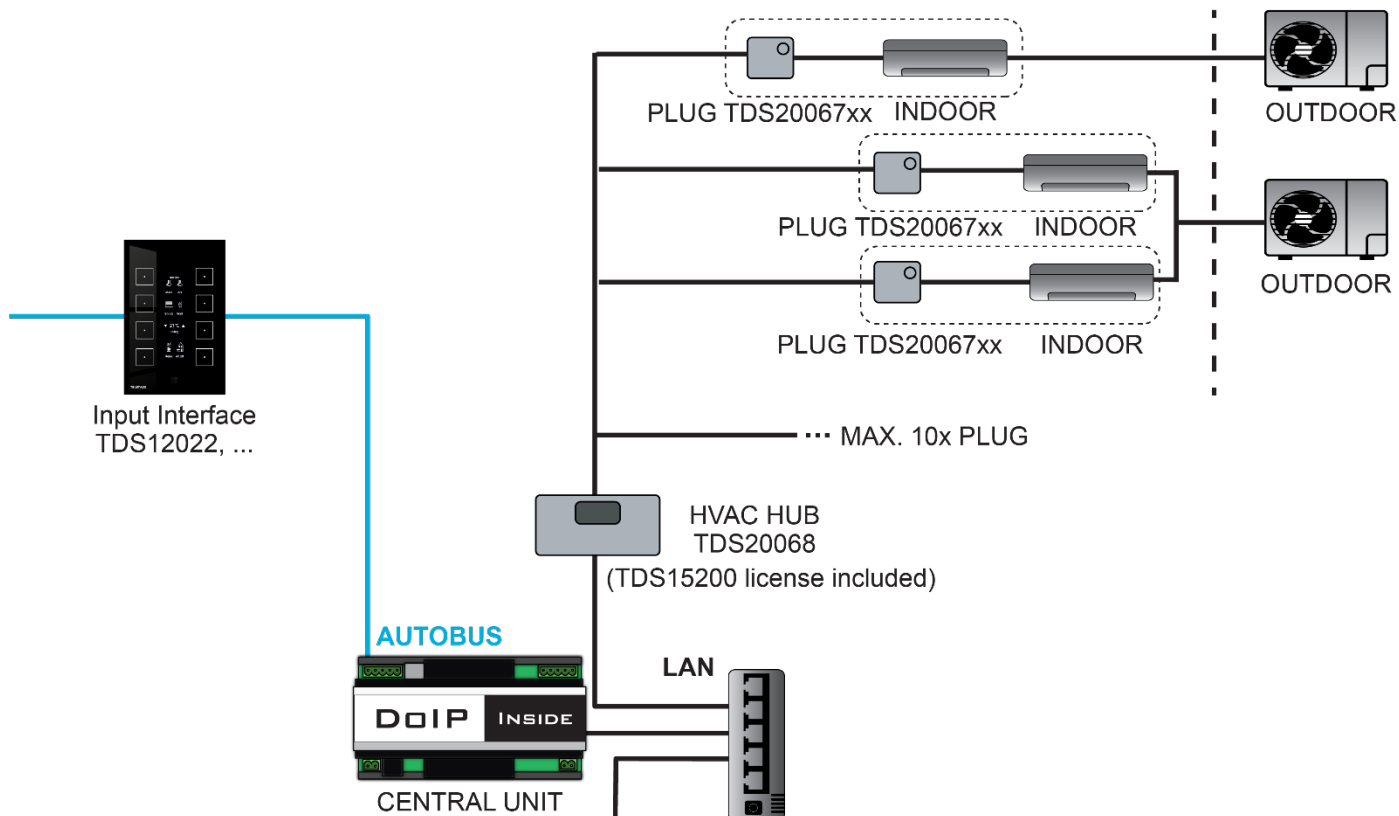 PLUG TDS20067xx INDOOR
OUTDOOR
PLUG TDS20067xx INDOOR
OUTDOOR
PLUG TDS20067xx INDOOR
Input Interface
TDS12022, ...
... MAX. 10x PLUG
HVAC HUB
TDS20068
(TDS15200 license included)
AUTOBUS
LAN
DoIP INSIDE
CENTRAL UNIT